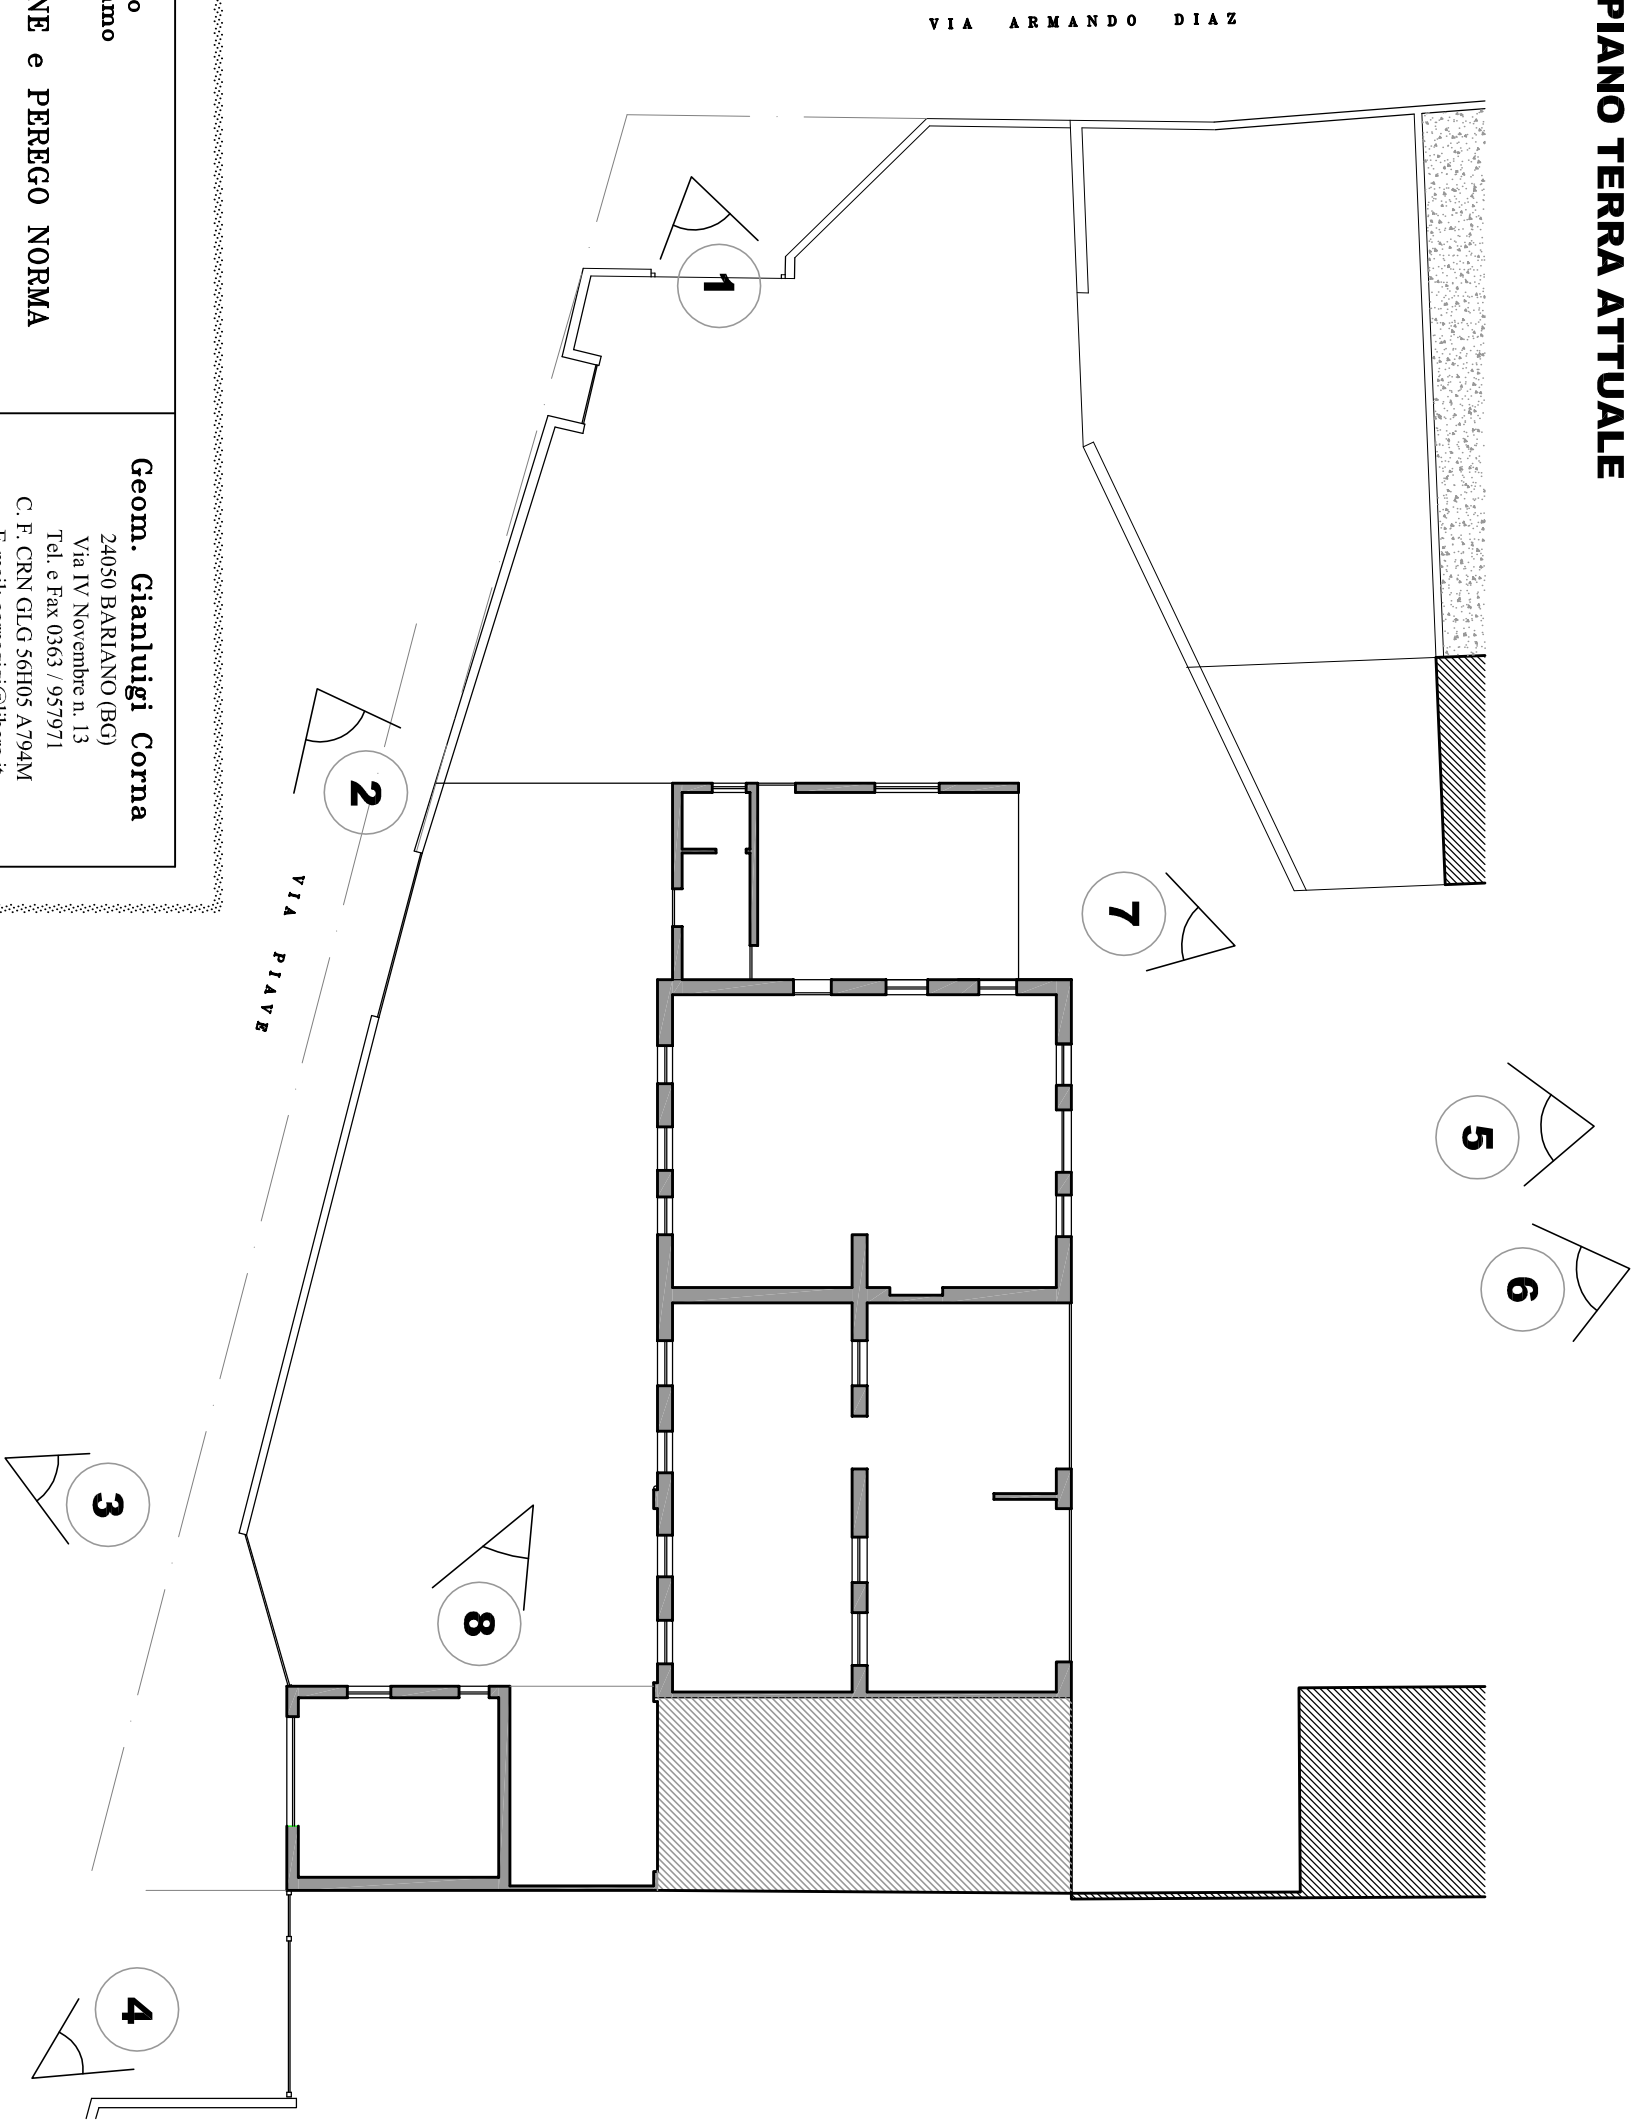 PIANO TERRA ATTUALE
VIA ARMANDO DIAZ
1
2
3
4
5
6
7
8
VIA PIAVE
o
amo
NE e PEREGO NORMA
Geom. Gianluigi Corna
24050 BARIANO (BG)
Via IV Novembre n. 13
Tel. e Fax 0363 / 957971
C. F. CRN GLG 56H05 A794M